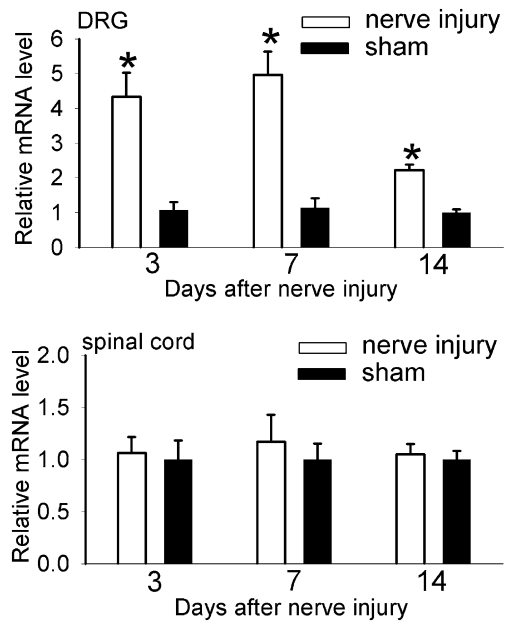 DRG
nerve injury
sham
Relative mRNA level
6
5
4
3
2
1
0
* * *
3 7 14
Days after nerve injury
spinal cord
nerve injury
sham
Relative mRNA level
2.0
1.5
1.0
0.5
0.0
3 7 14
Days after nerve injury